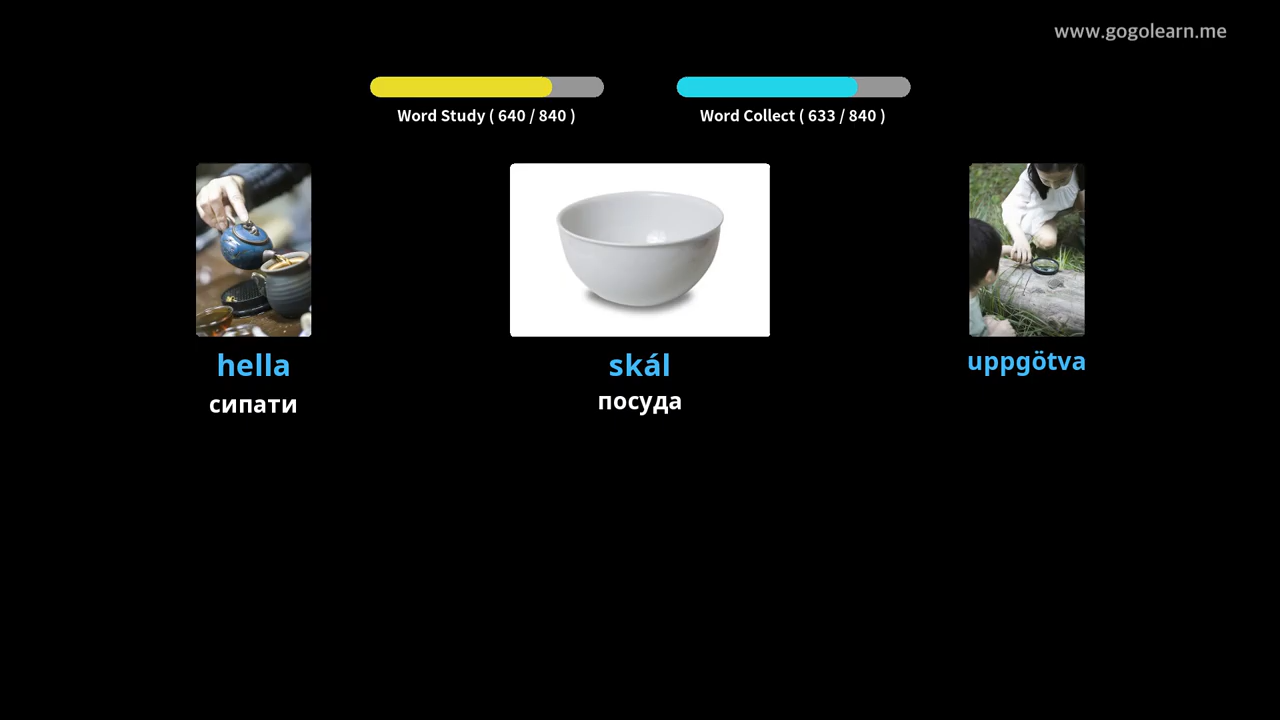 www.gogolearn.me
Word Study ( 640 / 840 )
Word Collect ( 633 / 840 )
hella
skál
uppgötva
сипати
посуда